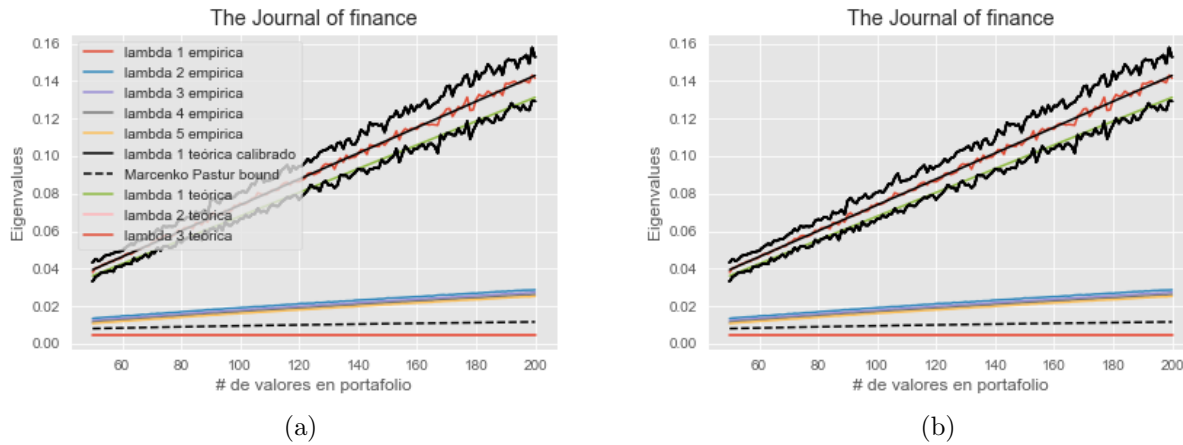 The Journal of finance
0.16
0.14
0.12
0.10
0.08
0.06
0.04
0.02
0.00
Eigenvalues
lambda 1 empirica
lambda 2 empirica
lambda 3 empirica
lambda 4 empirica
lambda 5 empirica
lambda 1 teórica calibrado
Marcenko Pastur bound
lambda 1 teórica
lambda 2 teórica
lambda 3 teórica
60 80 100 120 140 160 180 200
# de valores en portafolio
(a)
The Journal of finance
0.16
0.14
0.12
0.10
0.08
0.06
0.04
0.02
0.00
Eigenvalues
60 80 100 120 140 160 180 200
# de valores en portafolio
(b)